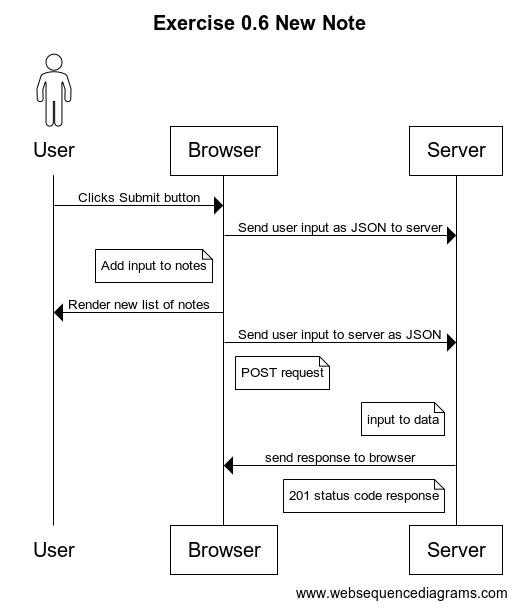 Exercise 0.6 New Note
User
Browser
Server
Clicks Submit button
Send user input as JSON to server
Add input to notes
Render new list of notes
Send user input to server as JSON
POST request
input to data
send response to browser
201 status code response
User
Browser
Server
www.websequencediagrams.com